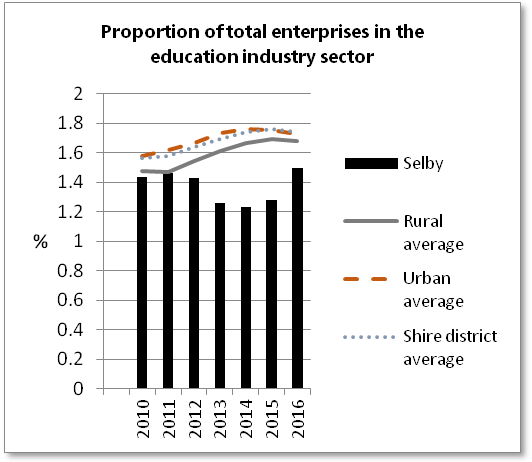 Proportion of total enterprises in the
education industry sector
2
1.8
1.6
1.4
1.2
1
0.8
0.6
0.4
0.2
0
%
2010
2011
2012
2013
2014
2015
2016
Selby
Rural
average
Urban
average
Shire district
average